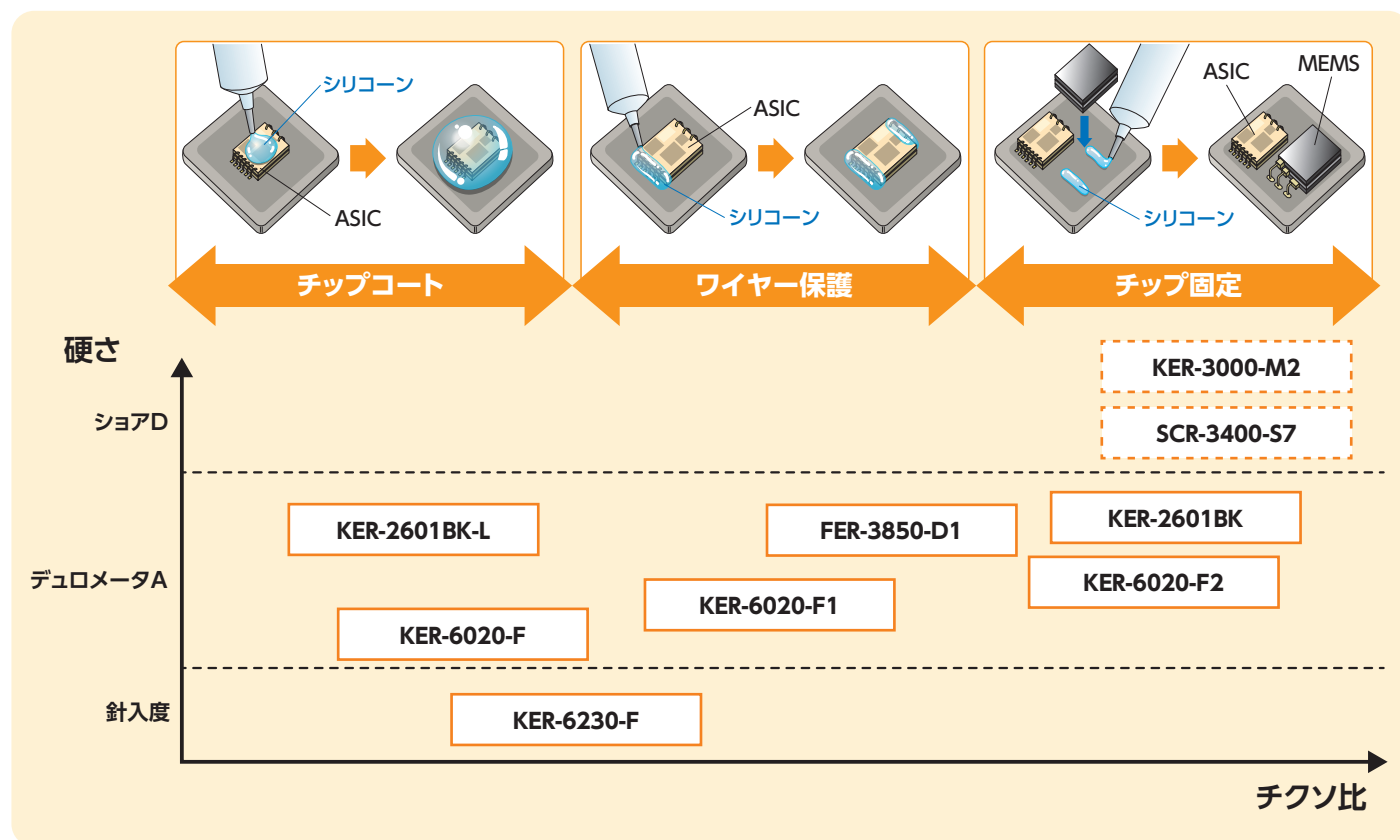 シリコーン
ASIC
チップコート
ASIC
シリコーン
ワイヤー保護
ASIC
MEMS
シリコーン
チップ固定
硬さ
ショアD
KER-3000-M2
SCR-3400-S7
デュロメータA
KER-2601BK-L
FER-3850-D1
KER-2601BK
KER-6020-F2
KER-6020-F1
KER-6020-F
針入度
KER-6230-F
チクソ比